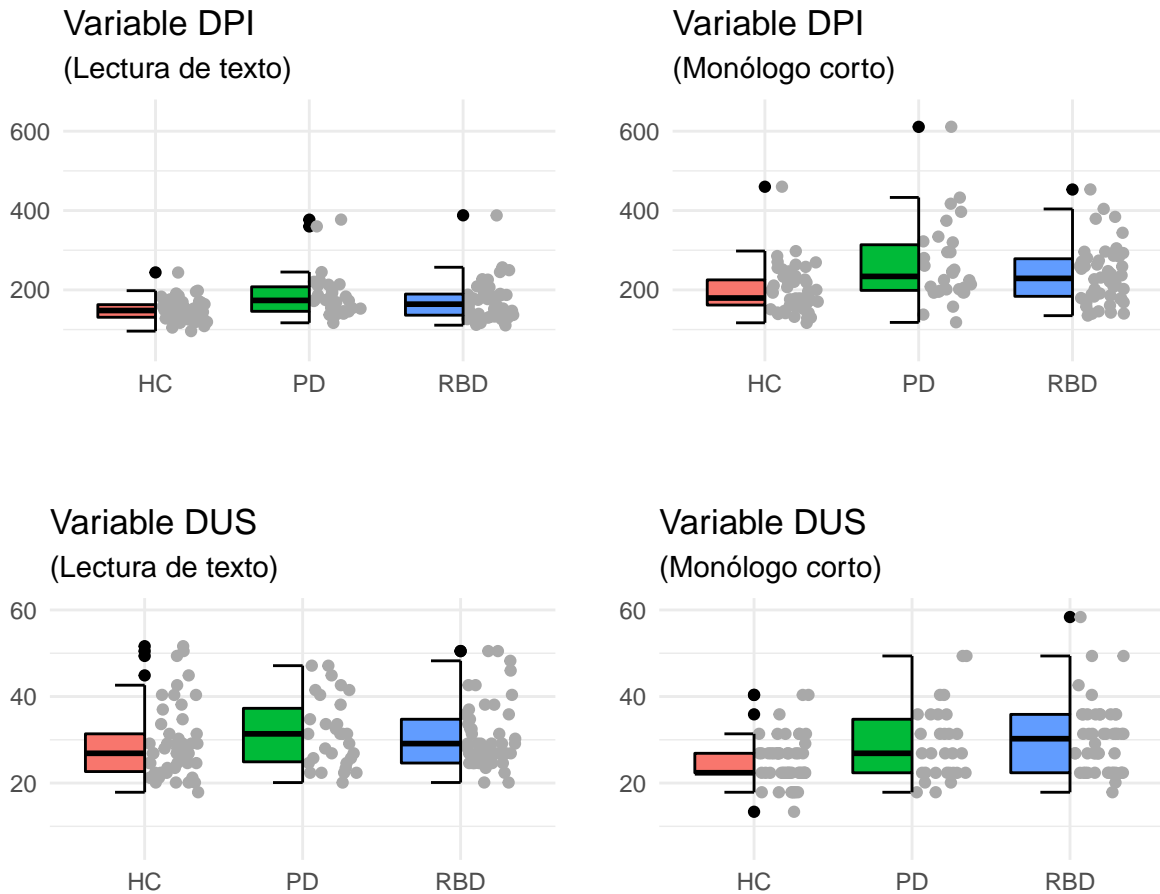 Variable DPI
(Lectura de texto)
600
400
200
HC PD RBD
Variable DPI
(Monólogo corto)
600
400
200
HC PD RBD
Variable DUS
(Lectura de texto)
60
40
20
HC PD RBD
Variable DUS
(Monólogo corto)
60
40
20
HC PD RBD